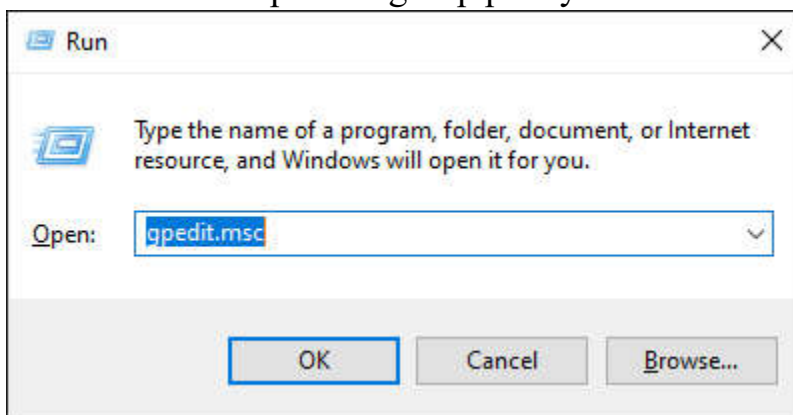 Run
Type the name of a program, folder, document, or Internet
resource, and Windows will open it for you.
Open: gpedit.msc
OK Cancel Browse...